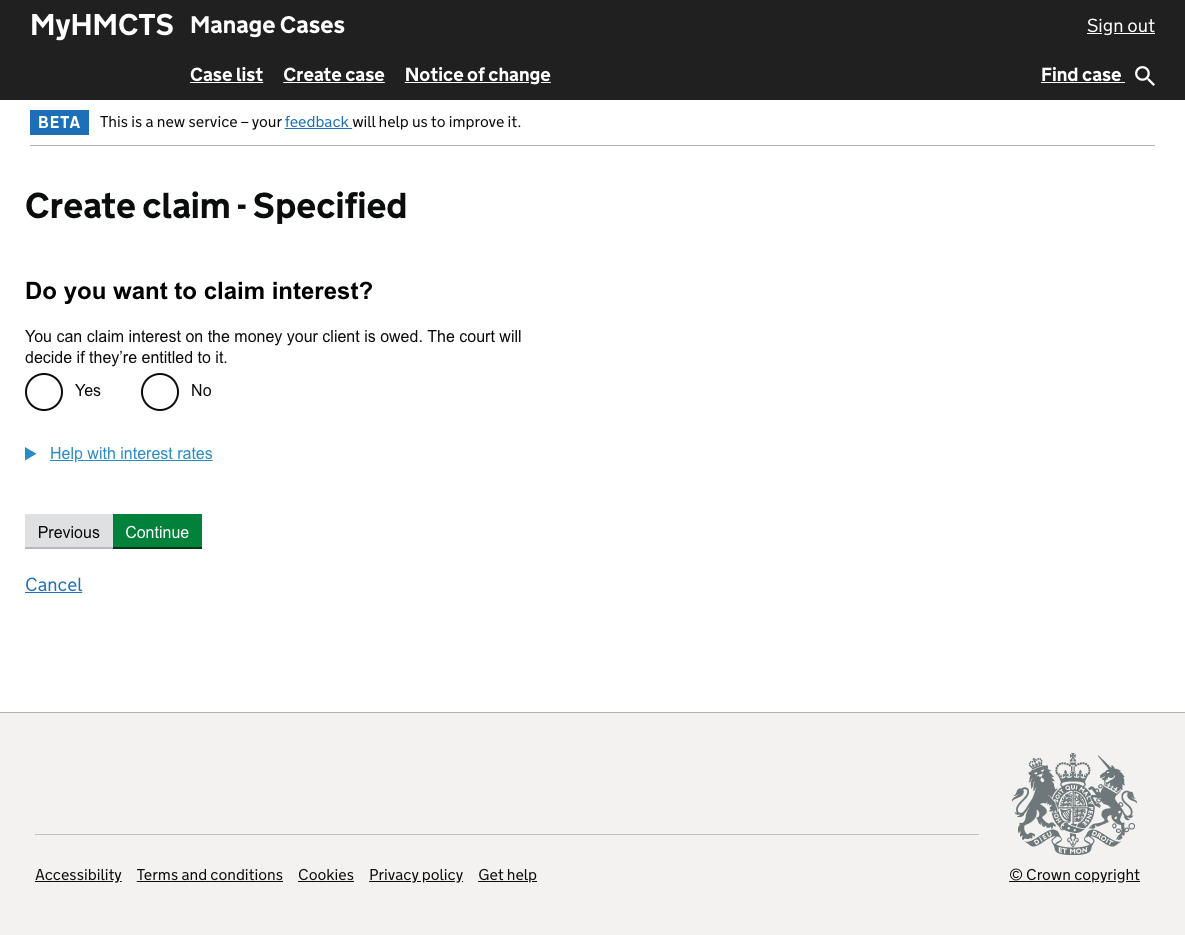 MyHMCTS Manage Cases Sign out
Case list Create case Notice of change Find case
BETA This is a new service – your feedback will help us to improve it.
Create claim - Specified
Do you want to claim interest?
You can claim interest on the money your client is owed. The court will
decide if they’re entitled to it.
Yes No
Help with interest rates
Previous Continue
Cancel
DIEU ET MON DROIT
Accessibility Terms and conditions Cookies Privacy policy Get help © Crown copyright